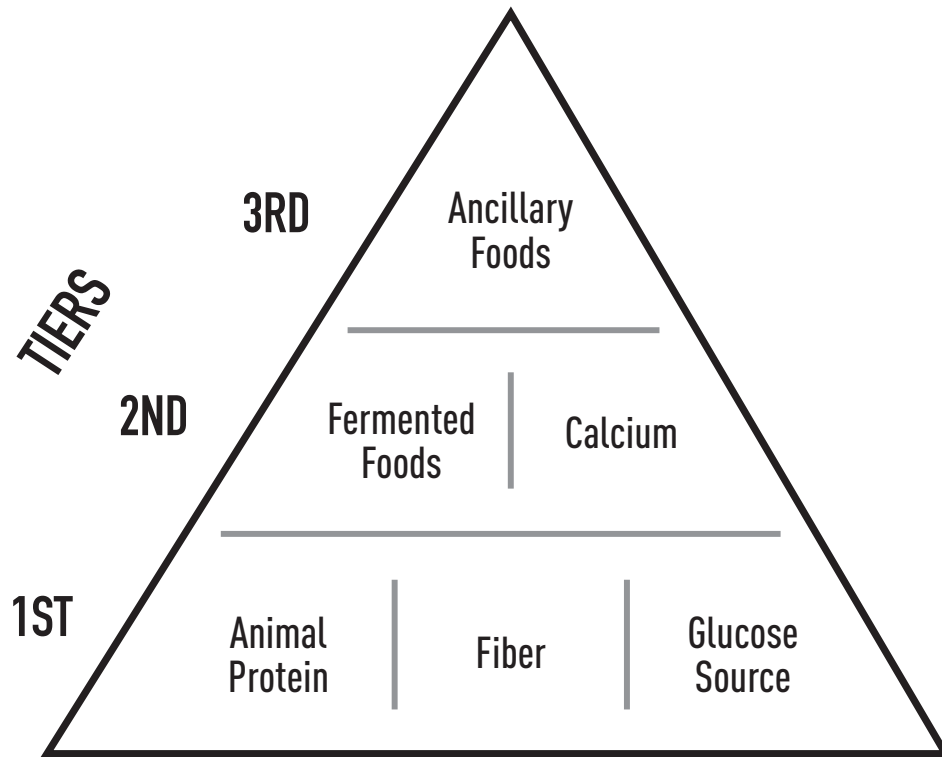 3RD
Ancillary
Foods
TIERS
2ND
Fermented
Foods
Calcium
1ST
Animal
Protein
Fiber
Glucose
Source